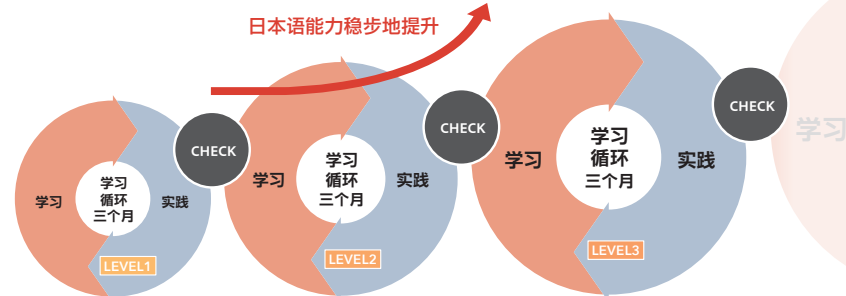 日本语能力稳步地提升
学习
学习
循环
三个月
实践
LEVEL1
CHECK
学习
学习
循环
三个月
实践
LEVEL2
CHECK
学习
学习
循环
三个月
实践
LEVEL3
CHECK
学习